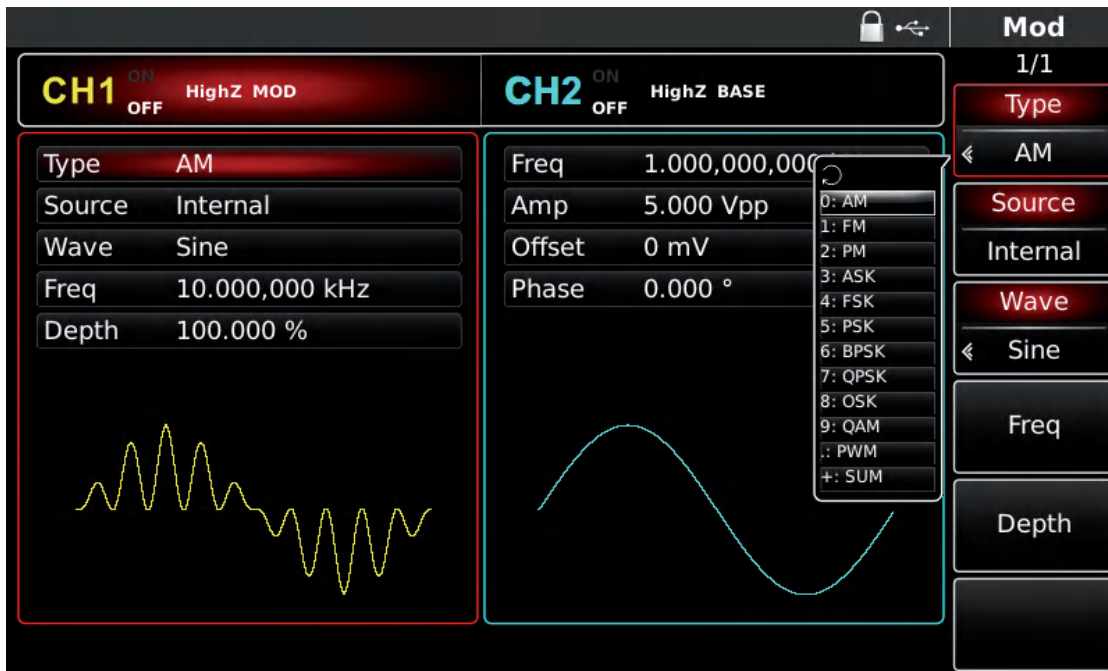 Mod
1/1
CH1 ON OFF HighZ MOD
CH2 ON OFF HighZ BASE
Type AM
Source Internal
Wave Sine
Freq 10.000,000 kHz
Depth 100.000 %
Freq 1.000,000,000
Amp 5.000 Vpp
Offset 0 mV
Phase 0.000 °
0: AM
1: FM
2: PM
3: ASK
4: FSK
5: PSK
6: BPSK
7: QPSK
8: OSK
9: QAM
.: PWM
+: SUM
Type
AM
Source
Internal
Wave
Sine
Freq
Depth